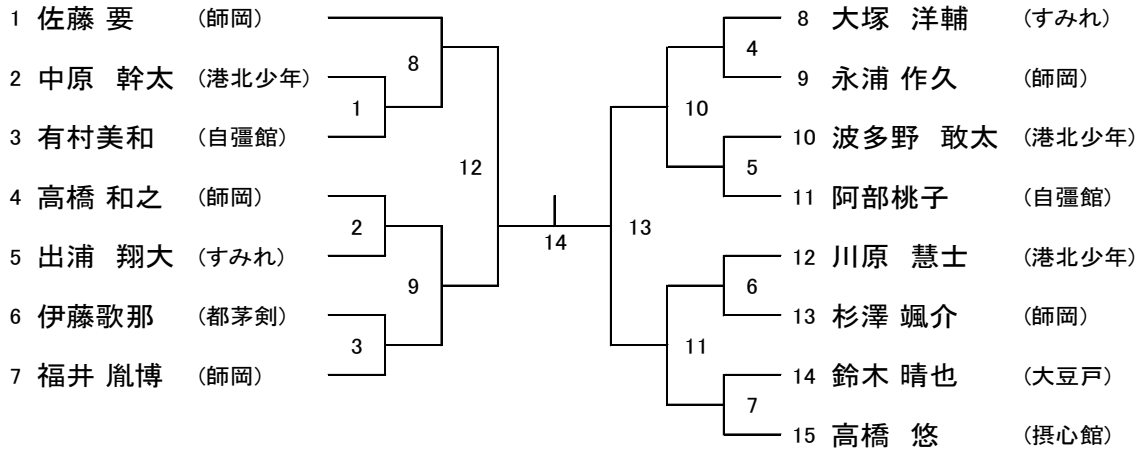 1 佐藤 要 (師岡)
2 中原 幹太 (港北少年)
3 有村美和 (自彊館)
4 高橋 和之 (師岡)
5 出浦 翔大 (すみれ)
6 伊藤歌那 (都茅剣)
7 福井 胤博 (師岡)
8
1
12
2
9
3
14
13
10
4
5
11
6
7
8 大塚 洋輔 (すみれ)
9 永浦 作久 (師岡)
10 波多野 敢太 (港北少年)
11 阿部桃子 (自彊館)
12 川原 慧士 (港北少年)
13 杉澤 颯介 (師岡)
14 鈴木 晴也 (大豆戸)
15 高橋 悠 (摂心館)